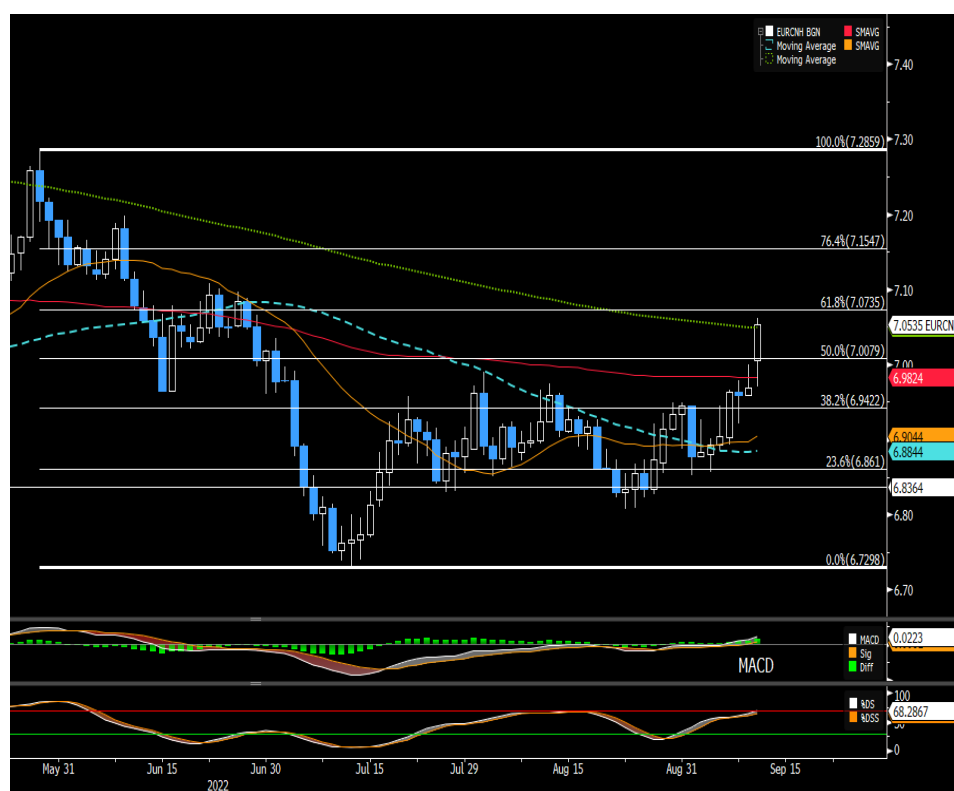 EURCNH BGN
SMAVG
Moving Average
SMAVG
Moving Average
7.40
7.30
100.0%(7.2859)
7.20
76.4%(7.1547)
7.10
61.8%(7.0735)
7.0535 EURCN
50.0%(7.0079)
7.00
6.9824
38.2%(6.9422)
6.9044
6.8844
23.6%(6.861)
6.8364
6.80
0.0%(6.7298)
6.70
MACD
0.0223
Sig
Diff
MACD
100
%DS
68.2867
%DSS
50
0
May 31
Jun 15
Jun 30
Jul 15
Jul 29
Aug 15
Aug 31
Sep 15
2022